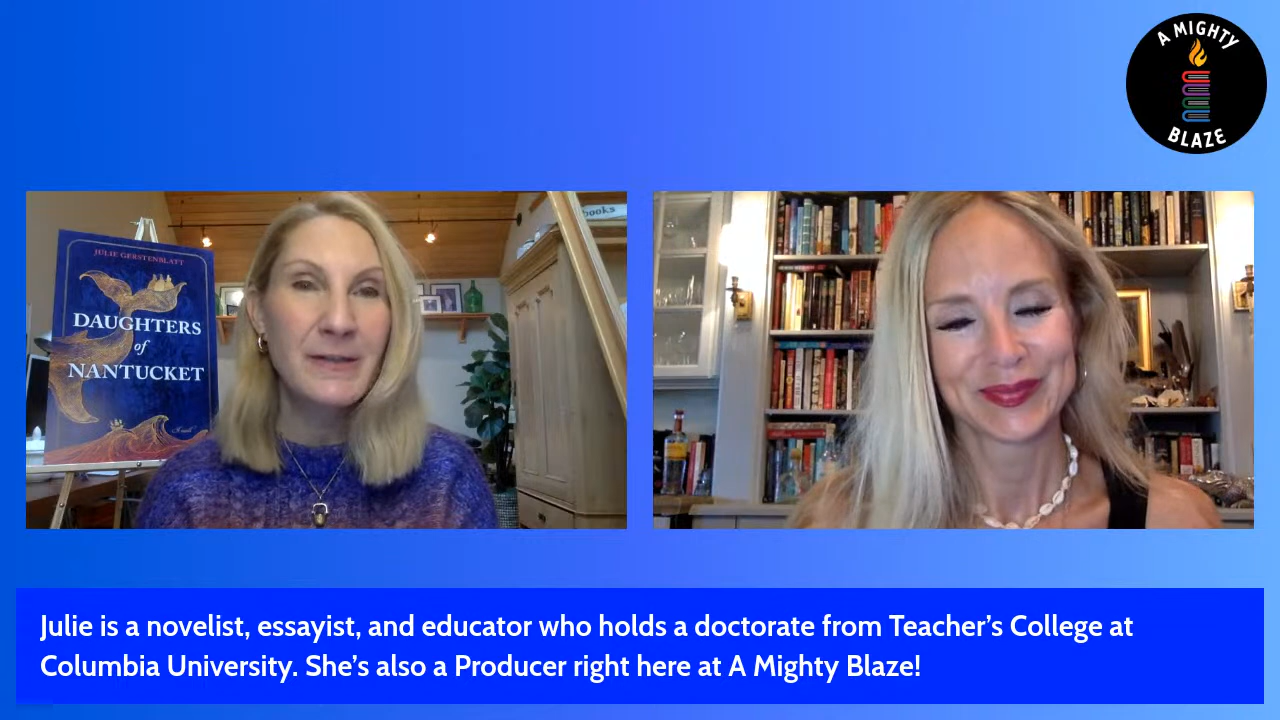 A MIGHTY
BLAZE
books
JULIE GERSTENBLATT
DAUGHTERS
of
NANTUCKET
Julie is a novelist, essayist, and educator who holds a doctorate from Teacher’s College at
Columbia University. She’s also a Producer right here at A Mighty Blaze!